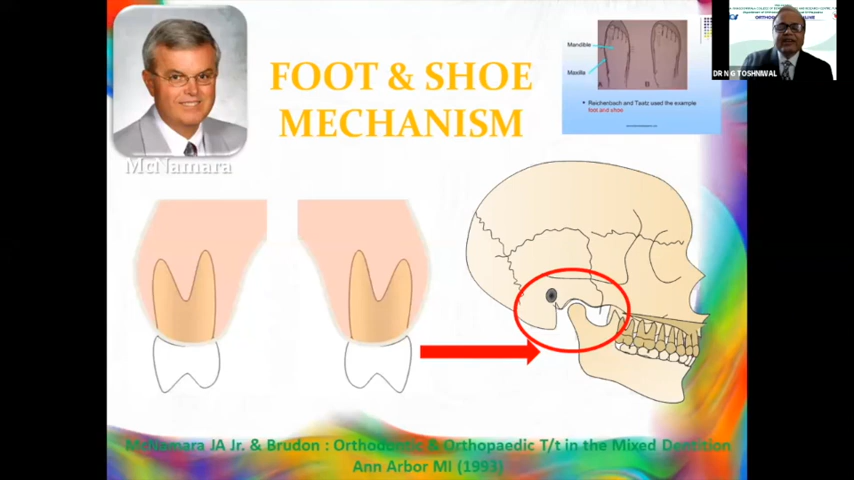 FOOT & SHOE
MECHANISM
McNamara
Mandible
Maxilla
A
B
• Reichenbach and Taatz used the example
foot and shoe
ORTHO
DR N G TOSHNIWAL
McNamara JA Jr. & Brudon : Orthodontic & Orthopaedic T/t in the Mixed Dentition
Ann Arbor MI (1993)